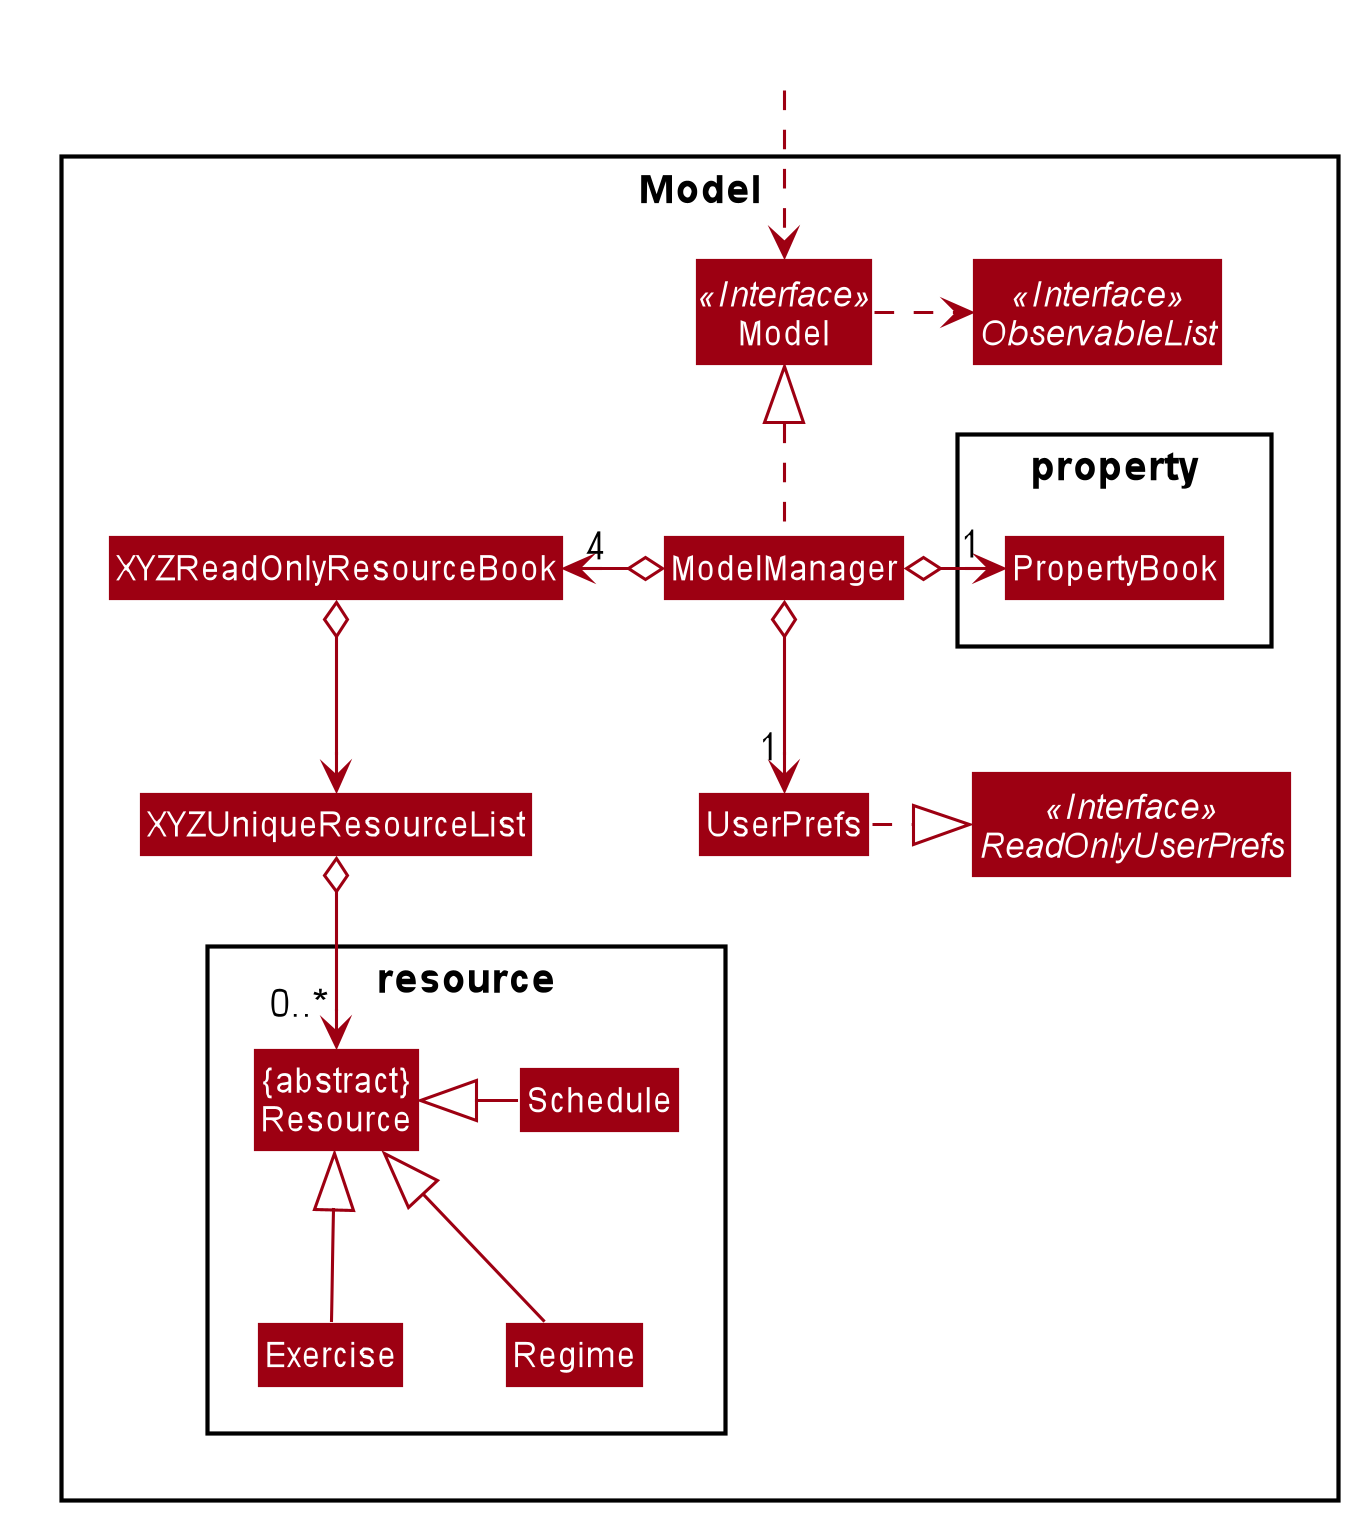 Model
«Interface»
Model
«Interface»
ObservableList
property
XYZReadOnlyResourceBook
4
ModelManager
1
PropertyBook
1
XYZUniqueResourceList
UserPrefs
«Interface»
ReadOnlyUserPrefs
resource
0..*
{abstract}
Resource
Schedule
Exercise
Regime